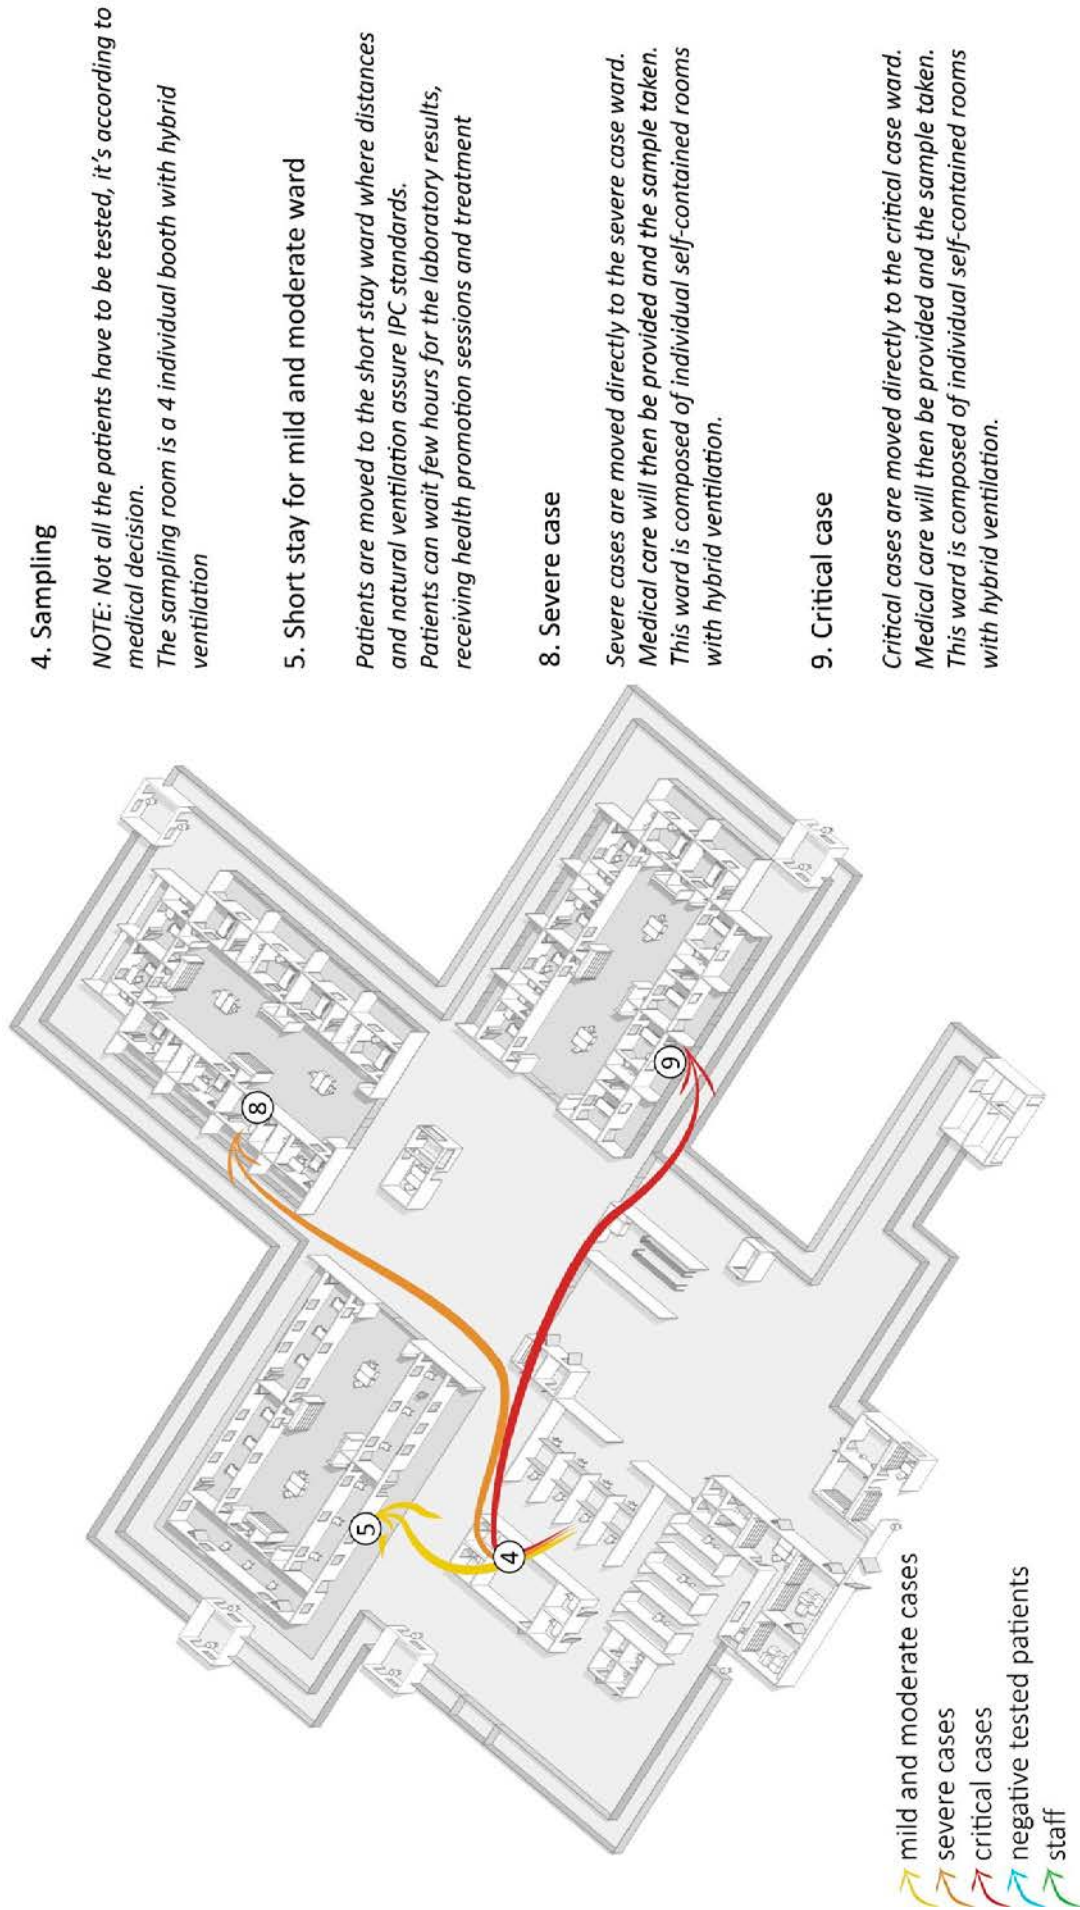 4. Sampling
NOTE: Not all the patients have to be tested, it's according to
medical decision.
The sampling room is a 4 individual booth with hybrid
ventilation
5. Short stay for mild and moderate ward
Patients are moved to the short stay ward where distances
and natural ventilation assure IPC standards.
Patients can wait few hours for the laboratory results,
receiving health promotion sessions and treatment
8. Severe case
Severe cases are moved directly to the severe case ward.
Medical care will then be provided and the sample taken.
This ward is composed of individual self-contained rooms
with hybrid ventilation.
9. Critical case
Critical cases are moved directly to the critical case ward.
Medical care will then be provided and the sample taken.
This ward is composed of individual self-contained rooms
with hybrid ventilation.
5
8
4
9
mild and moderate cases
severe cases
critical cases
negative tested patients
staff